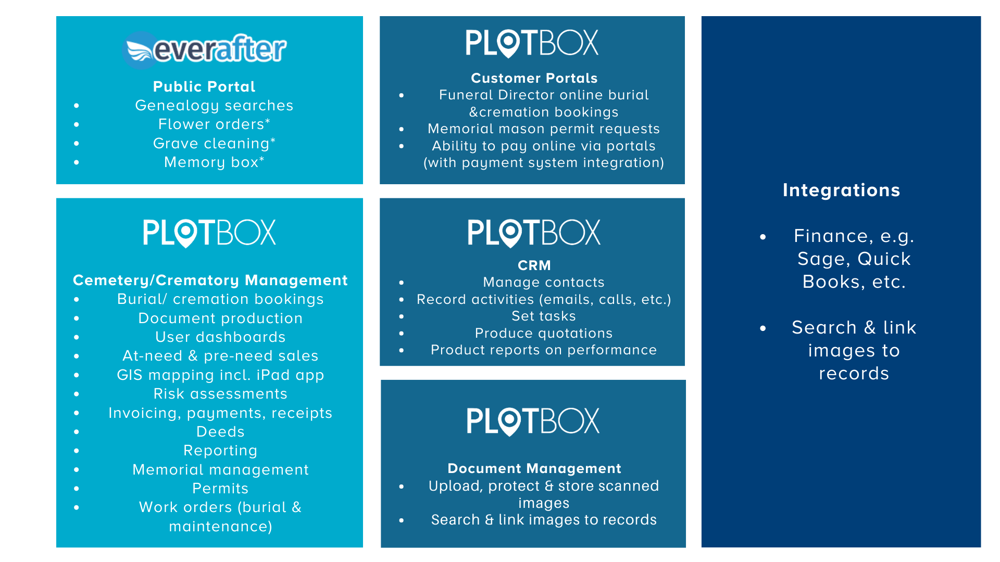 everafter
Public Portal
• Genealogy searches
• Flower orders*
• Grave cleaning*
• Memory box*
PLOTBOX
Cemetery/Crematory Management
• Burial/ cremation bookings
• Document production
• User dashboards
• At-need & pre-need sales
• GIS mapping incl. iPad app
• Risk assessments
• Invoicing, payments, receipts
• Deeds
• Reporting
• Memorial management
• Permits
• Work orders (burial &
maintenance)
PLOTBOX
Customer Portals
• Funeral Director online burial
&cremation bookings
• Memorial mason permit requests
• Ability to pay online via portals
(with payment system integration)
PLOTBOX
CRM
• Manage contacts
• Record activities (emails, calls, etc.)
• Set tasks
• Produce quotations
• Product reports on performance
PLOTBOX
Document Management
• Upload, protect & store scanned
images
• Search & link images to records
Integrations
• Finance, e.g.
Sage, Quick
Books, etc.
• Search & link
images to
records